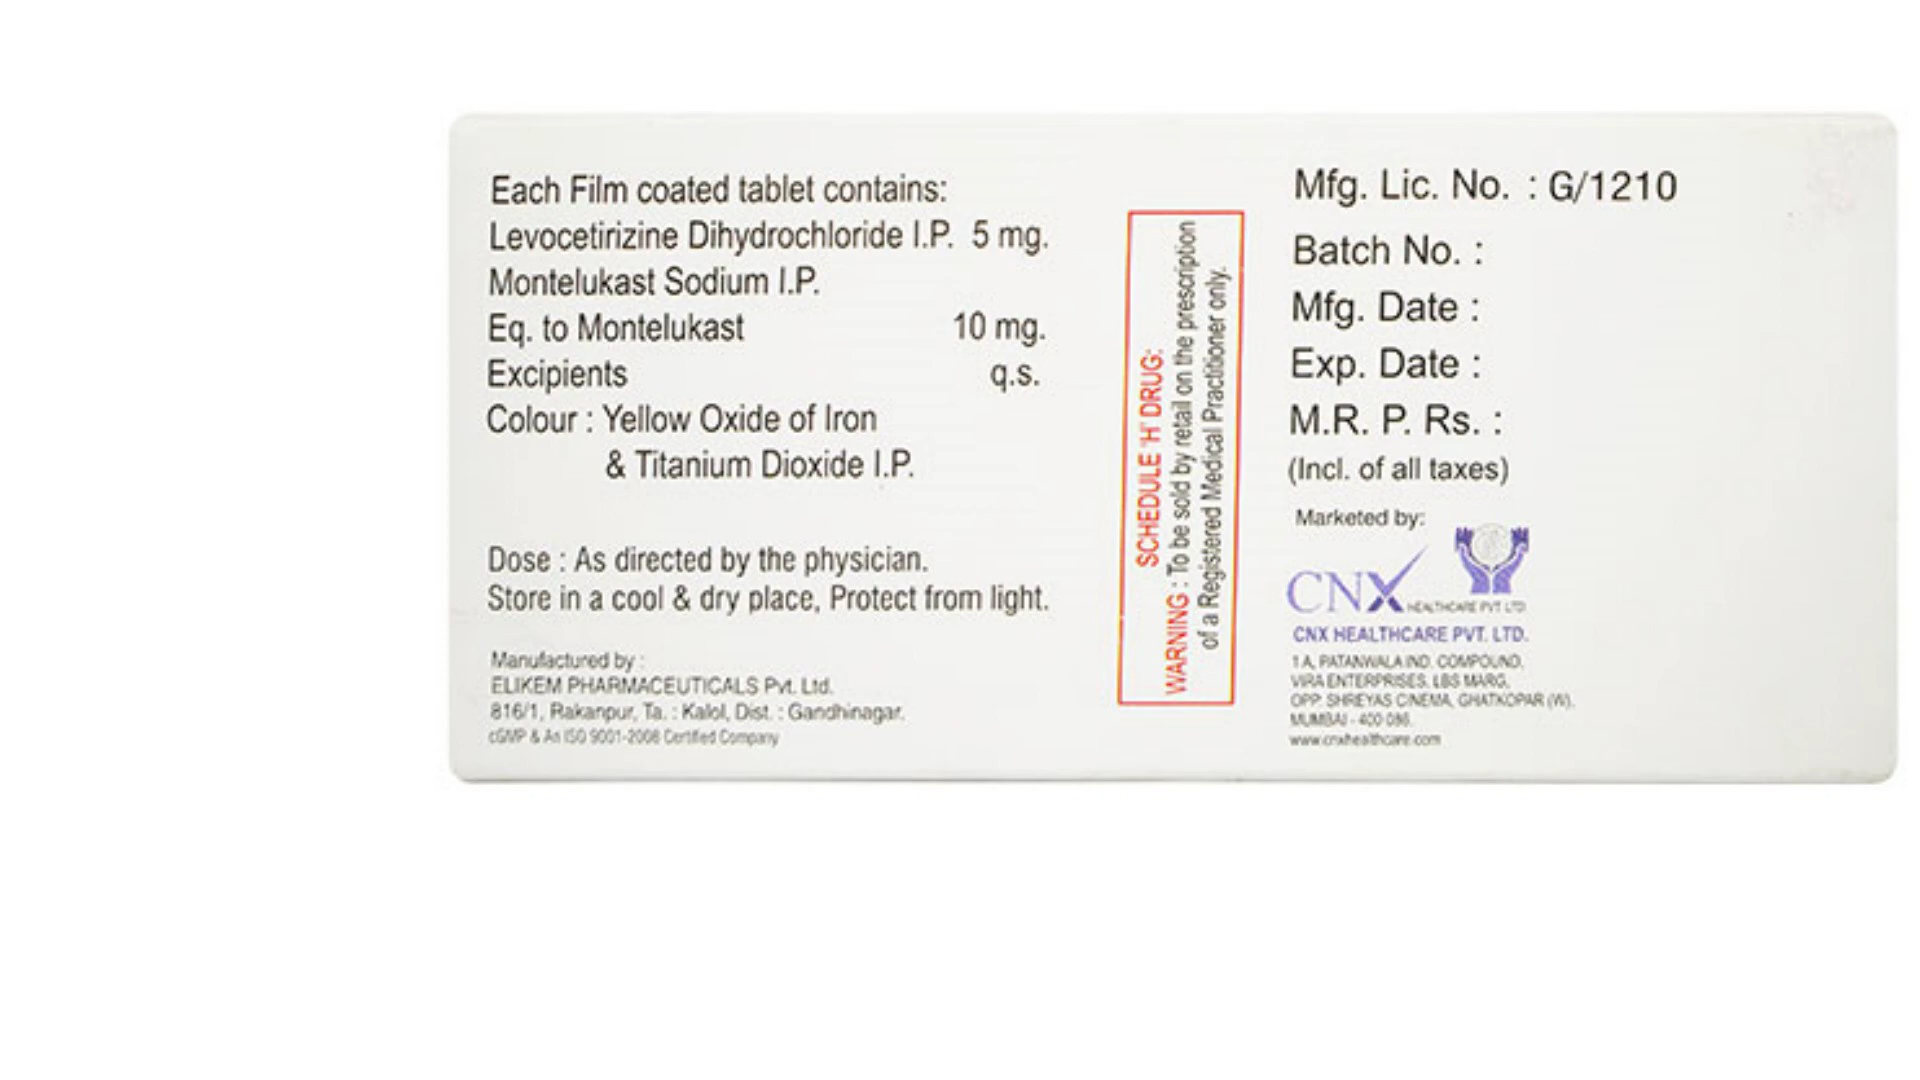 Each Film coated tablet contains:
Levocetirizine Dihydrochloride I.P. 5 mg.
Montelukast Sodium I.P.
Eq. to Montelukast 10 mg.
Excipients q.s.
Colour : Yellow Oxide of Iron
& Titanium Dioxide I.P.
Dose : As directed by the physician.
Store in a cool & dry place, Protect from light.
Manufactured by :
ELIKEM PHARMACEUTICALS Pvt. Ltd.
816/1, Rakanpur, Ta. : Kalol, Dist. : Gandhinagar.
cGMP & An ISO 9001-2008 Certified Company
SCHEDULE 'H' DRUG:
WARNING : To be sold by retail on the prescription
of a Registered Medical Practitioner only.
Mfg. Lic. No. : G/1210
Batch No. :
Mfg. Date :
Exp. Date :
M.R. P. Rs. :
(Incl. of all taxes)
Marketed by:
CNX HEALTHCARE PVT. LTD
CNX HEALTHCARE PVT. LTD.
1 A, PATANWALA IND. COMPOUND,
VIRA ENTERPRISES, LBS MARG,
OPP. SHREYAS CINEMA, GHATKOPAR (W),
MUMBAI - 400 086.
www.cnxhealthcare.com